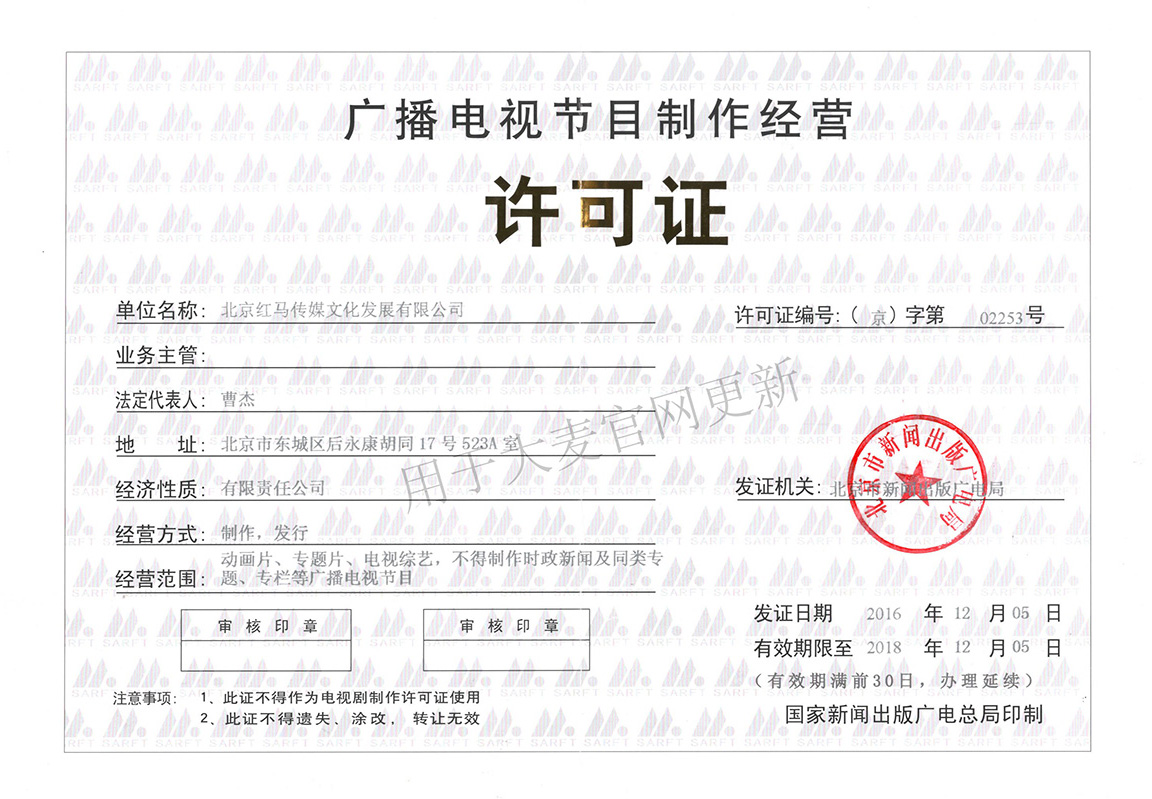 广播电视节目制作经营
许可证
单位名称：北京红马传媒文化发展有限公司
许可证编号：（京）字第 02253 号
业务主管：
法定代表人：曹杰
地 址：北京市东城区后永康胡同 17 号 523A 室
经济性质：有限责任公司
发证机关：北京市新闻出版广电局
北京市新闻出版广电局
经营方式：制作，发行
经营范围：动画片、专题片、电视综艺，不得制作时政新闻及同类专
题、专栏等广播电视节目
用于大麦官网更新
审核印章
审核印章
发证日期 2016 年 12 月 05 日
有效期限至 2018 年 12 月 05 日
（有效期满前30日，办理延续）
注意事项： 1、此证不得作为电视剧制作许可证使用
2、此证不得遗失、涂改， 转让无效
国家新闻出版广电总局印制
SARFT